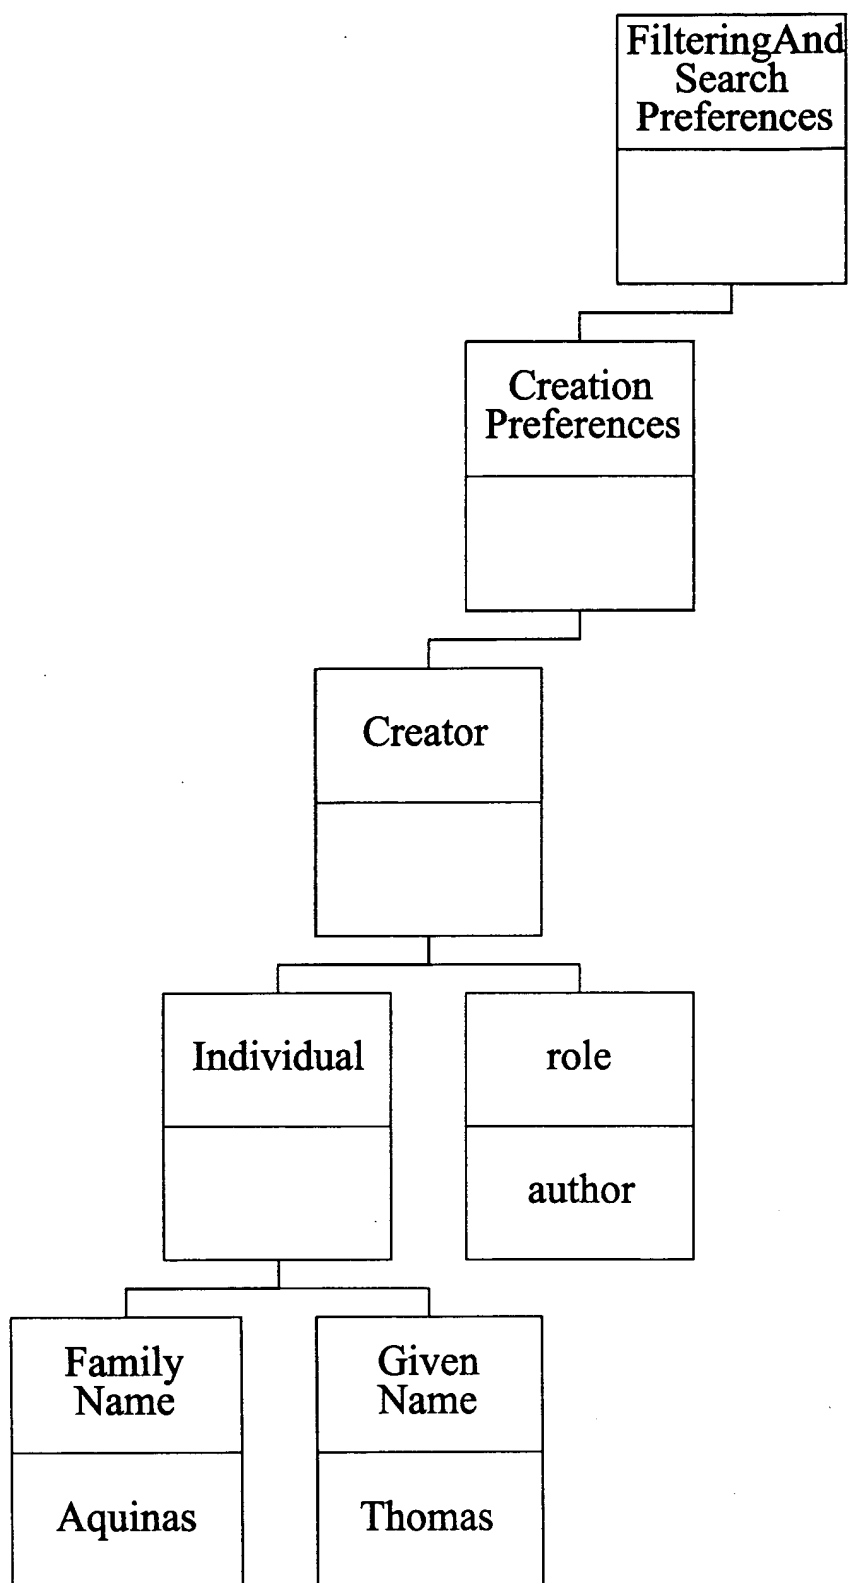 FilteringAnd
Search
Preferences
Creation
Preferences
Creator
Individual
role
author
Family
Name
Given
Name
Aquinas
Thomas